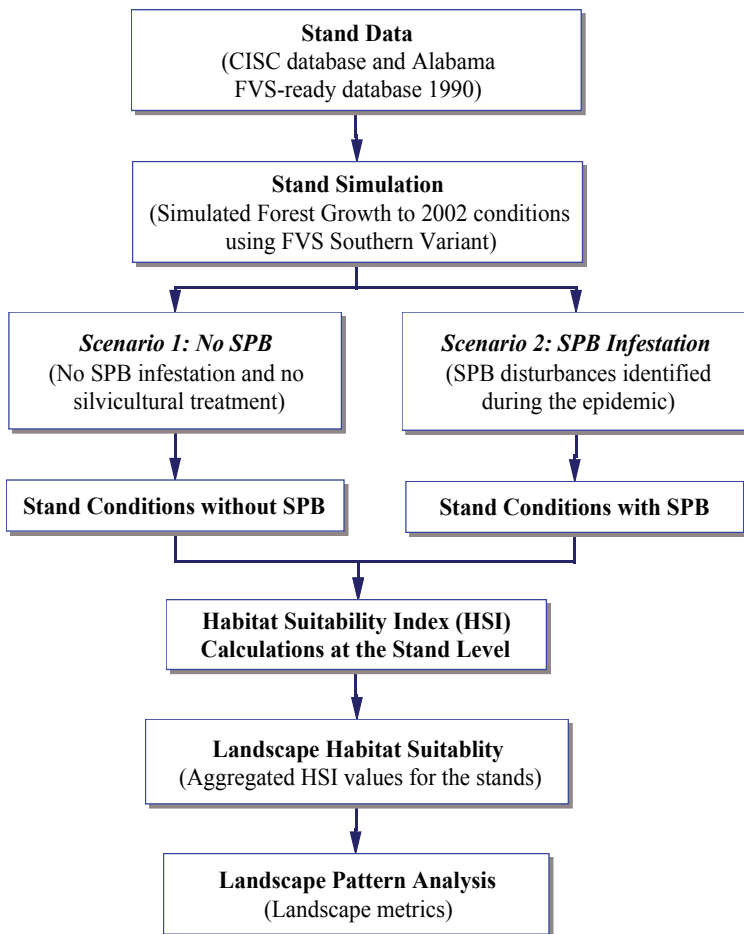 Stand Data
(CISC database and Alabama
FVS-ready database 1990)
Stand Simulation
(Simulated Forest Growth to 2002 conditions
using FVS Southern Variant)
Scenario 1: No SPB
(No SPB infestation and no
silvicultural treatment)
Scenario 2: SPB Infestation
(SPB disturbances identified
during the epidemic)
Stand Conditions without SPB
Stand Conditions with SPB
Habitat Suitability Index (HSI)
Calculations at the Stand Level
Landscape Habitat Suitablity
(Aggregated HSI values for the stands)
Landscape Pattern Analysis
(Landscape metrics)